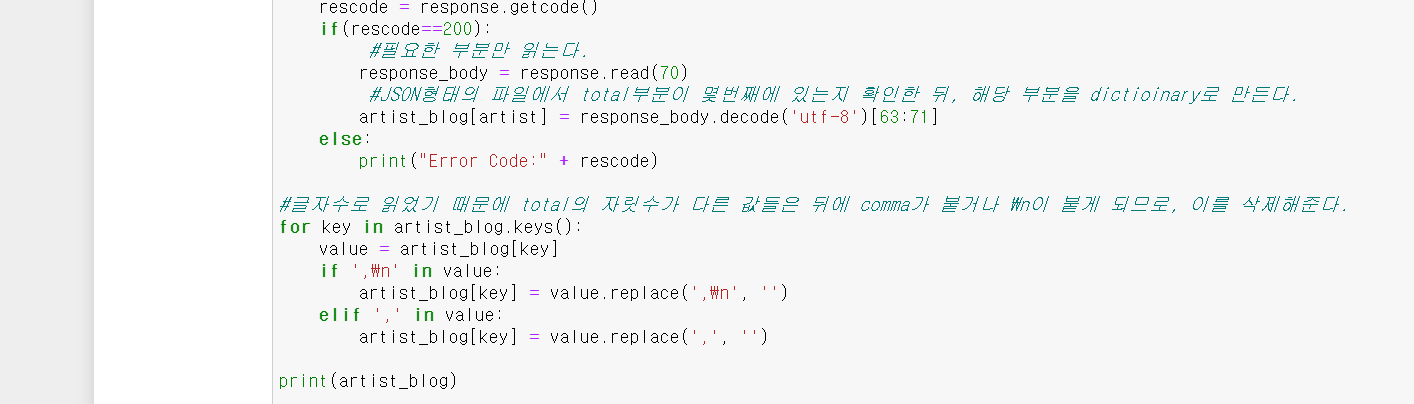 rescode = response.getcode()
if(rescode==200):
#필요한 부분만 읽는다.
response_body = response.read(70)
#JSON형태의 파일에서 total부분이 몇번째에 있는지 확인한 뒤, 해당 부분을 dictioinary로 만든다.
artist_blog[artist] = response_body.decode('utf-8')[63:71]
else:
print("Error Code:" + rescode)
#글자수로 읽었기 때문에 total의 자릿수가 다른 값들은 뒤에 comma가 붙거나 ₩n이 붙게 되므로, 이를 삭제해준다.
for key in artist_blog.keys():
value = artist_blog[key]
if ',₩n' in value:
artist_blog[key] = value.replace(',₩n', '')
elif ',' in value:
artist_blog[key] = value.replace(',', '')
print(artist_blog)